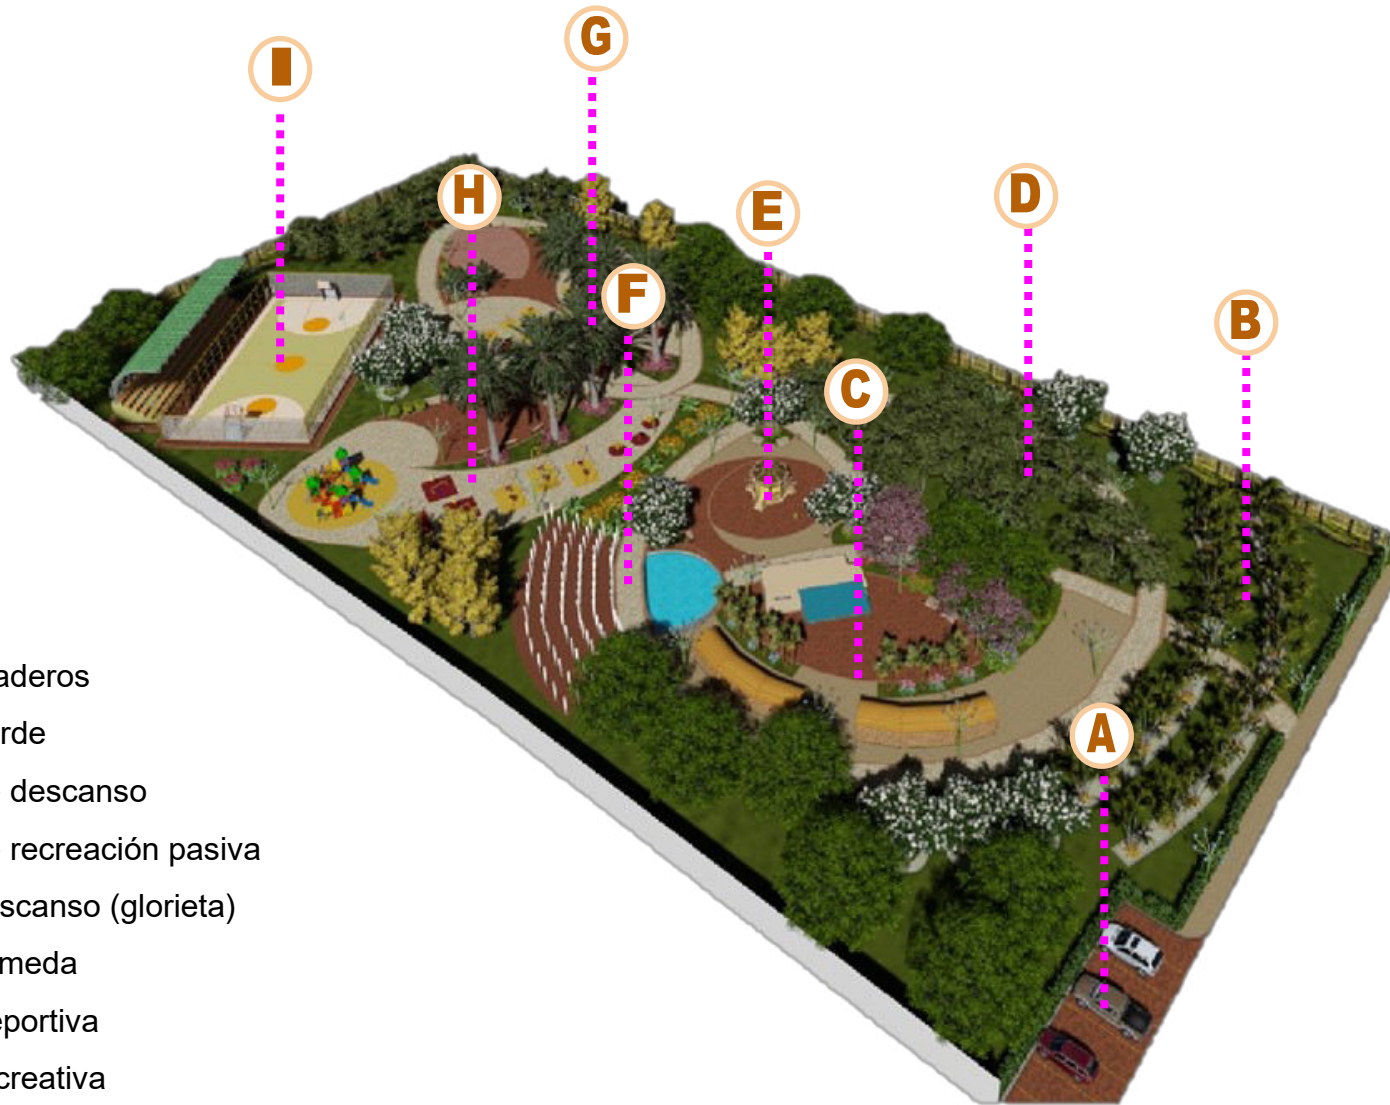 G
I
H
D
E
F
B
C
aderos
rde
descanso
recreación pasiva
A
scanso (glorieta)
meda
eportiva
creativa